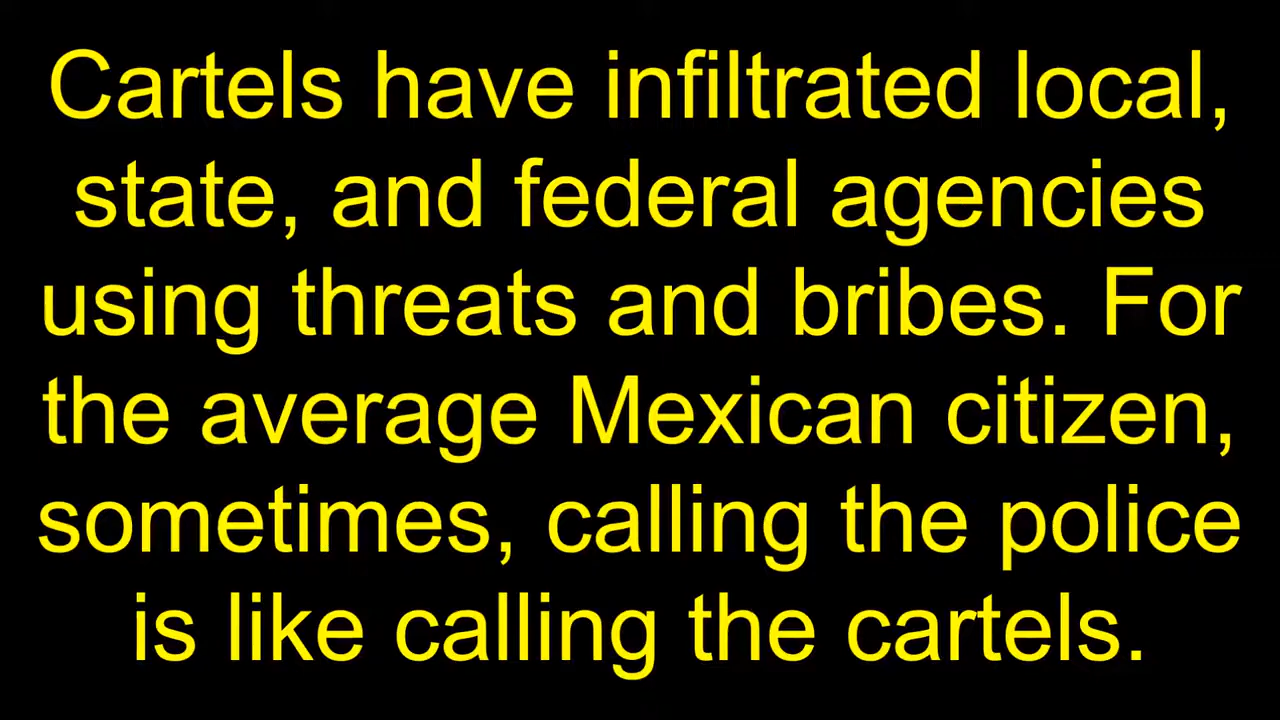 Cartels have infiltrated local,
state, and federal agencies
using threats and bribes. For
the average Mexican citizen,
sometimes, calling the police
is like calling the cartels.